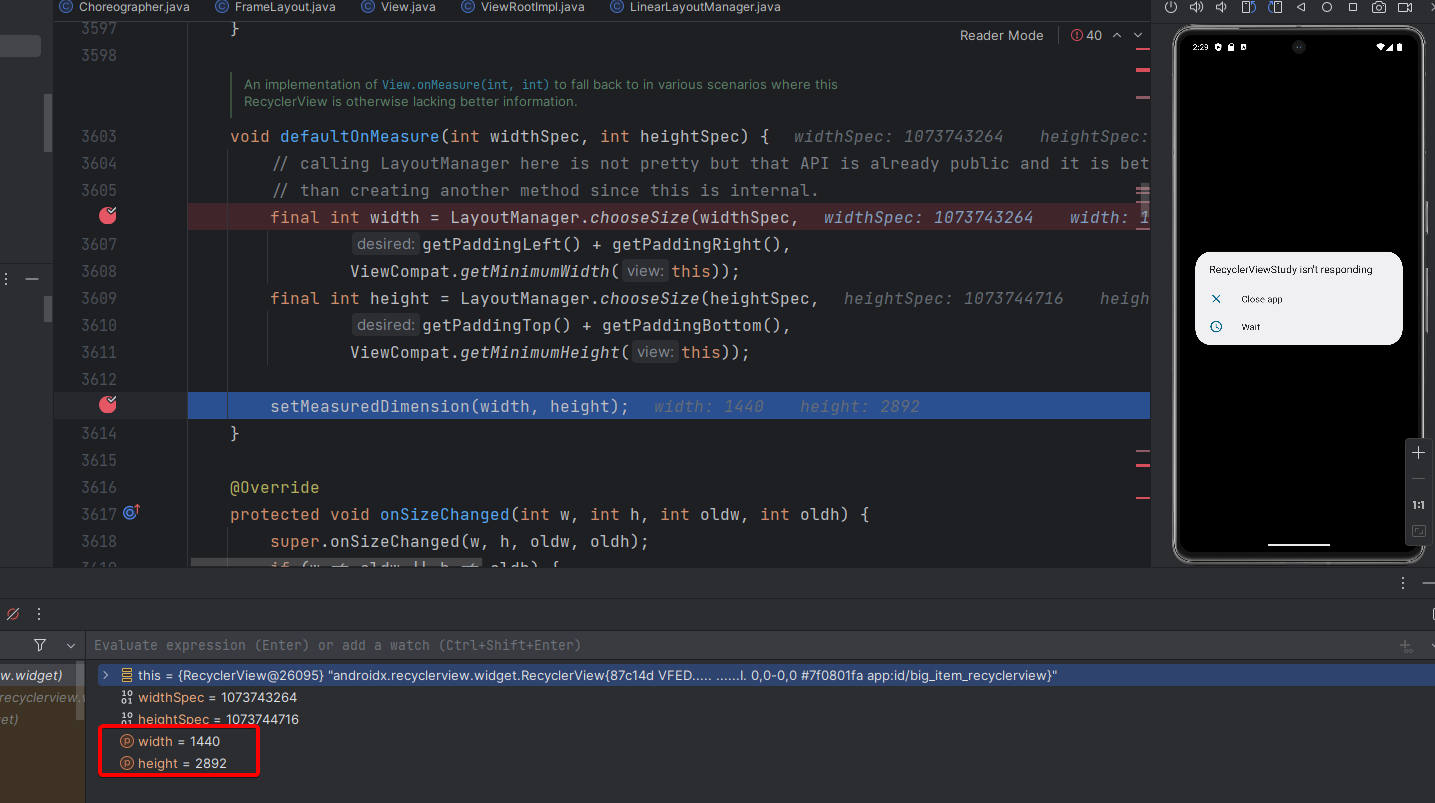 Choreographer.java FrameLayout.java View.java ViewRootImpl.java LinearLayoutManager.java
3597 }
3598
Reader Mode 40
An implementation of View.onMeasure(int, int) to fall back to in various scenarios where this
RecyclerView is otherwise lacking better information.
3603 void defaultOnMeasure(int widthSpec, int heightSpec) { widthSpec: 1073743264 heightSpec:
3604 // calling LayoutManager here is not pretty but that API is already public and it is bet
3605 // than creating another method since this is internal.
final int width = LayoutManager.chooseSize(widthSpec, widthSpec: 1073743264 width: 1
3607 desired: getPaddingLeft() + getPaddingRight(),
3608 ViewCompat.getMinimumWidth( view: this));
3609 final int height = LayoutManager.chooseSize(heightSpec, heightSpec: 1073744716 heigh
3610 desired: getPaddingTop() + getPaddingBottom(),
3611 ViewCompat.getMinimumHeight( view: this));
3612
setMeasuredDimension(width, height); width: 1440 height: 2892
3614 }
3615
3616 @Override
3617 protected void onSizeChanged(int w, int h, int oldw, int oldh) {
3618 super.onSizeChanged(w, h, oldw, oldh);
2:29
RecyclerViewStudy isn't responding
Close app
Wait
1:1
Evaluate expression (Enter) or add a watch (Ctrl+Shift+Enter)
w.widget)
recyclerview.
et)
this = {RecyclerView@26095} "androidx.recyclerview.widget.RecyclerView{87c14d VFED..... ......I. 0,0-0,0 #7f0801fa app:id/big_item_recyclerview}"
widthSpec = 1073743264
heightSpec = 1073744716
width = 1440
height = 2892